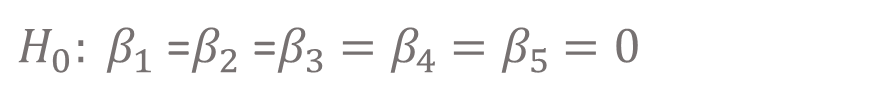 H₀: β₁ =β₂ =β₃ = β₄ = β₅ = 0